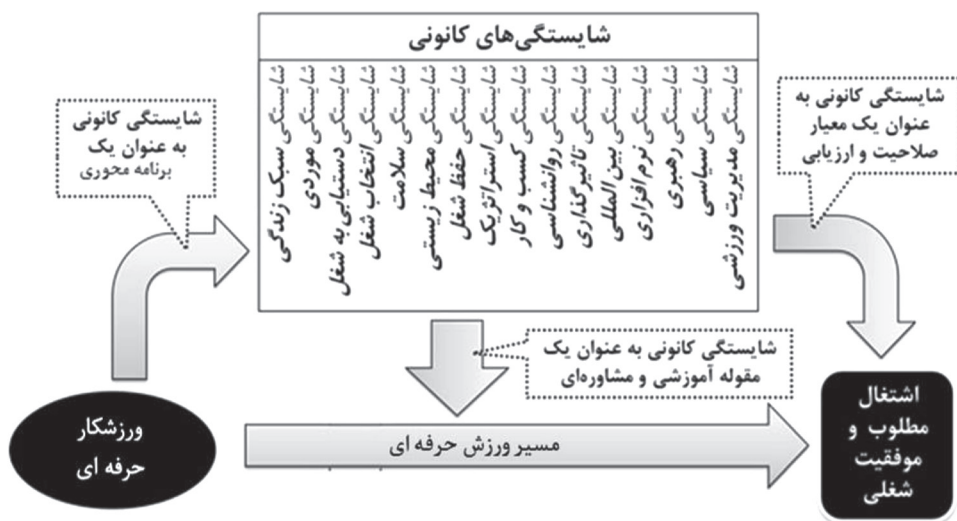 شایستگی‌های کانونی
شایستگی مدیریت ورزشی
شایستگی سیاسی
شایستگی رهبری
شایستگی نرم‌افزاری
شایستگی بین‌المللی
شایستگی تاثیرگذاری
شایستگی روانشناسی
شایستگی کسب و کار
شایستگی استراتژیک
شایستگی حفظ شغل
شایستگی محیط زیستی
شایستگی سلامت
شایستگی انتخاب شغل
شایستگی دستیابی به شغل
شایستگی موردی
شایستگی سبک زندگی
شایستگی کانونی به
عنوان یک معیار
صلاحیت و ارزیابی
شایستگی کانونی
به عنوان یک
برنامه محوری
شایستگی کانونی به عنوان یک
مقوله آموزشی و مشاوره‌ای
ورزشکار
حرفه ای
مسیر ورزش حرفه ای
اشتغال
مطلوب و
موفقیت
شغلی